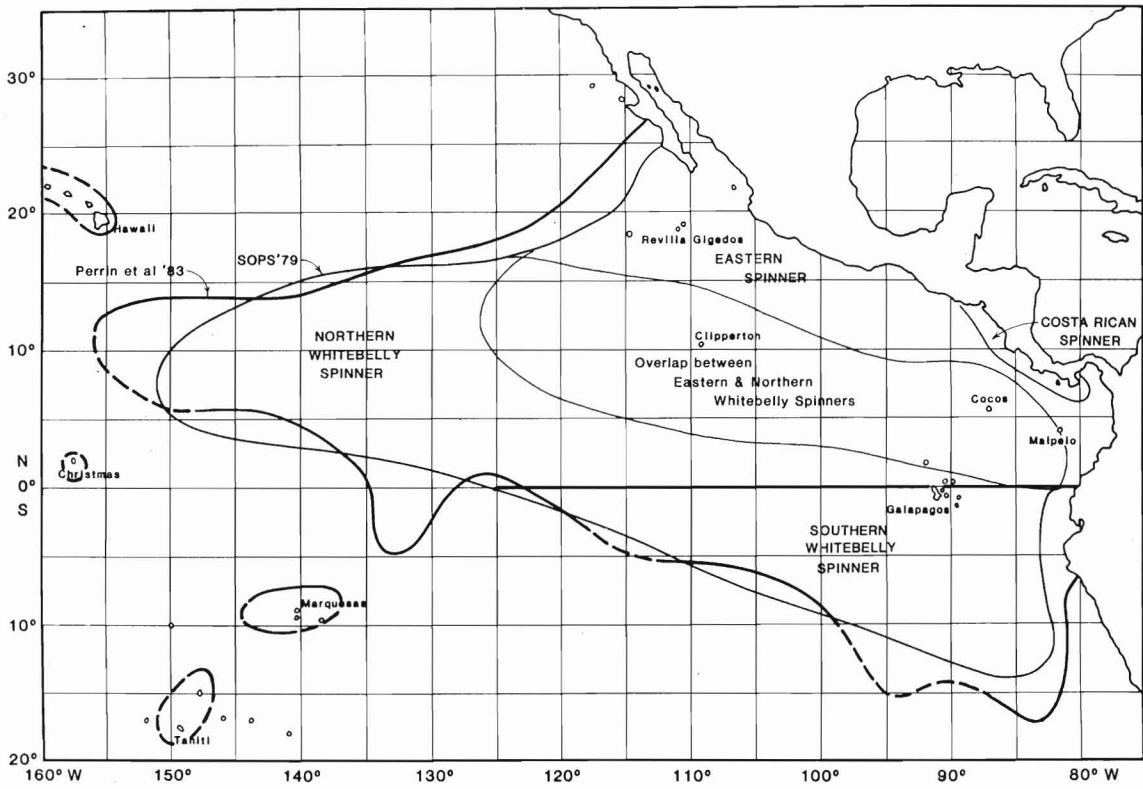 30°
20°
Hawaii
Revilla Gigedos
EASTERN
SPINNER
SOPS'79
Perrin et al '83
COSTA RICAN
SPINNER
NORTHERN
WHITEBELLY
SPINNER
Clipperton
10°
Overlap between
Eastern & Northern
Whitebelly Spinners
Cocos
Malpelo
N
Christmas
0°
S
Galapagos
SOUTHERN
WHITEBELLY
SPINNER
Marquesas
10°
Tahiti
20°
160° W 150° 140° 130° 120° 110° 100° 90° 80° W